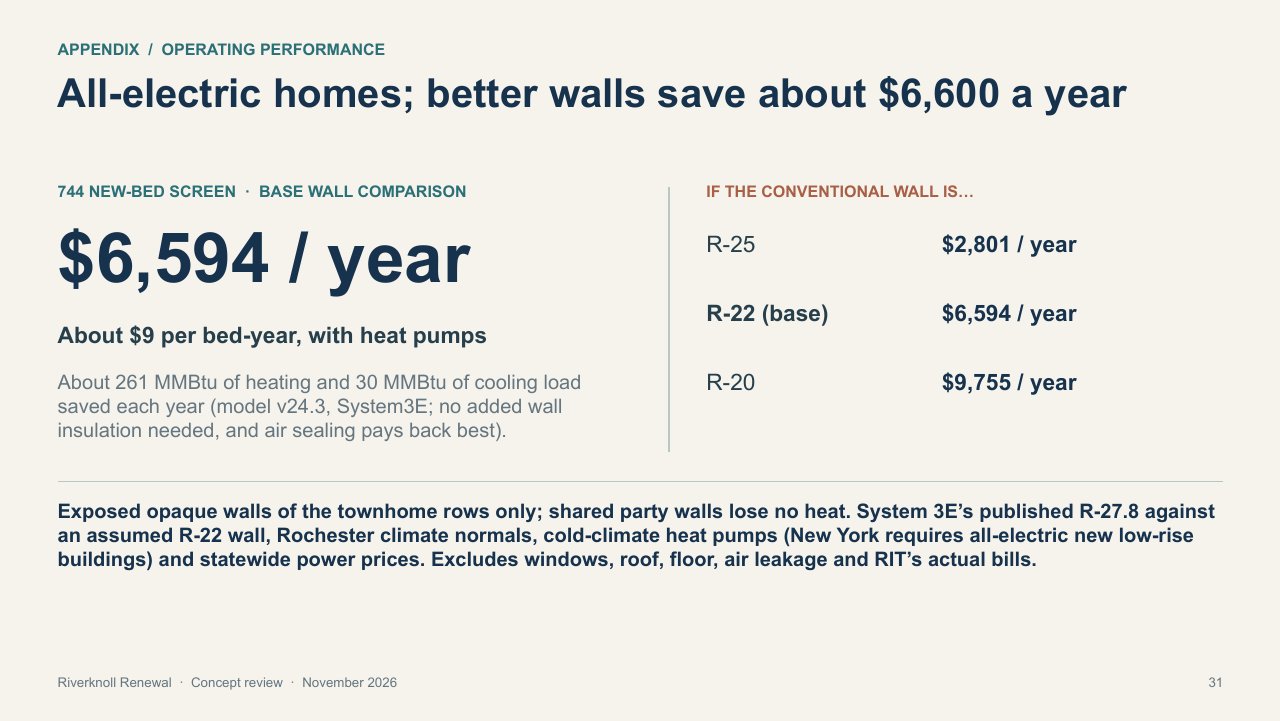 APPENDIX / OPERATING PERFORMANCE
All-electric homes; better walls save about $6,600 a year
744 NEW-BED SCREEN · BASE WALL COMPARISON
$6,594 / year
About $9 per bed-year, with heat pumps
About 261 MMBtu of heating and 30 MMBtu of cooling load
saved each year (model v24.3, System3E; no added wall
insulation needed, and air sealing pays back best).
IF THE CONVENTIONAL WALL IS…
R-25 $2,801 / year
R-22 (base) $6,594 / year
R-20 $9,755 / year
Exposed opaque walls of the townhome rows only; shared party walls lose no heat. System 3E’s published R-27.8 against
an assumed R-22 wall, Rochester climate normals, cold-climate heat pumps (New York requires all-electric new low-rise
buildings) and statewide power prices. Excludes windows, roof, floor, air leakage and RIT’s actual bills.
Riverknoll Renewal · Concept review · November 2026
31